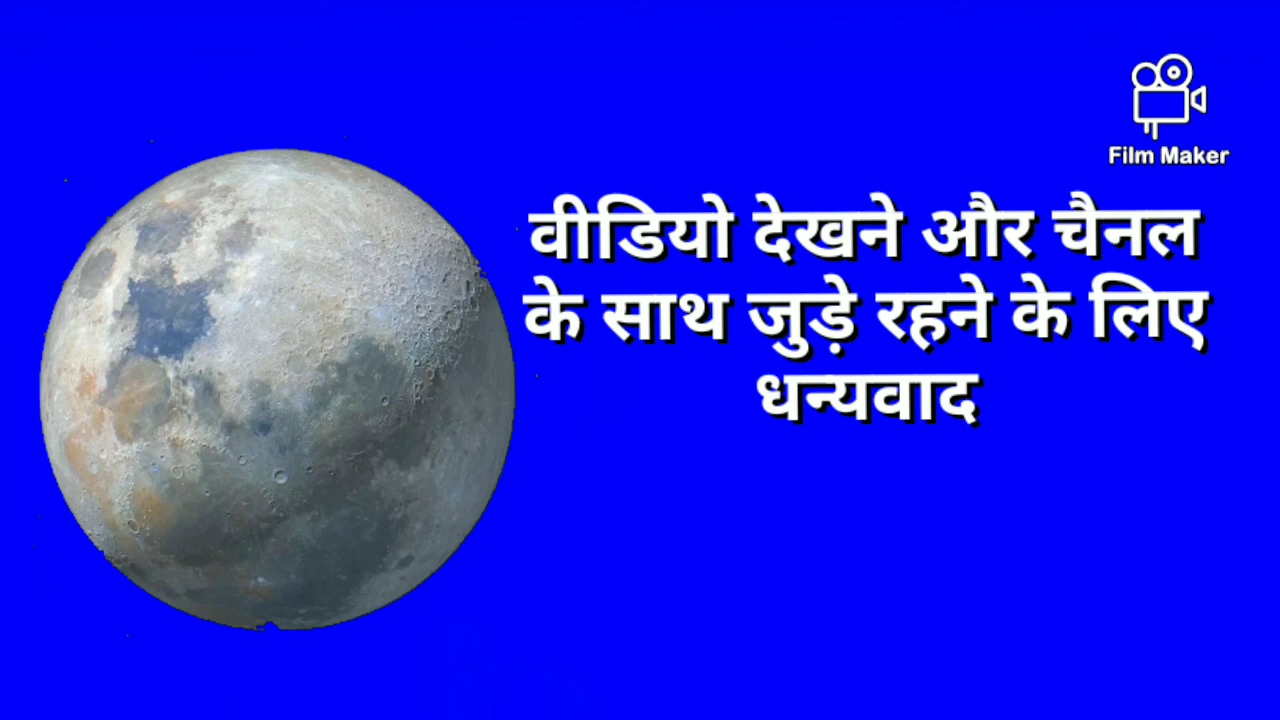 Film Maker
वीडियो देखने और चैनल
के साथ जुड़े रहने के लिए
धन्यवाद